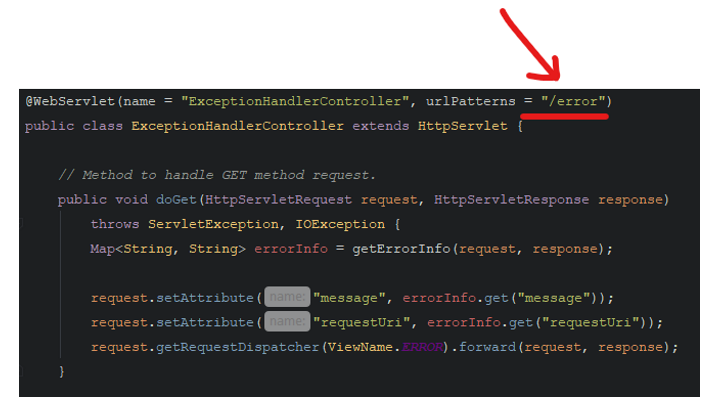 @WebServlet(name = "ExceptionHandlerController", urlPatterns = "/error")
public class ExceptionHandlerController extends HttpServlet {
// Method to handle GET method request.
public void doGet(HttpServletRequest request, HttpServletResponse response)
throws ServletException, IOException {
Map<String, String> errorInfo = getErrorInfo(request, response);
request.setAttribute( name: "message", errorInfo.get("message"));
request.setAttribute( name: "requestUri", errorInfo.get("requestUri"));
request.getRequestDispatcher(ViewName.ERROR).forward(request, response);
}